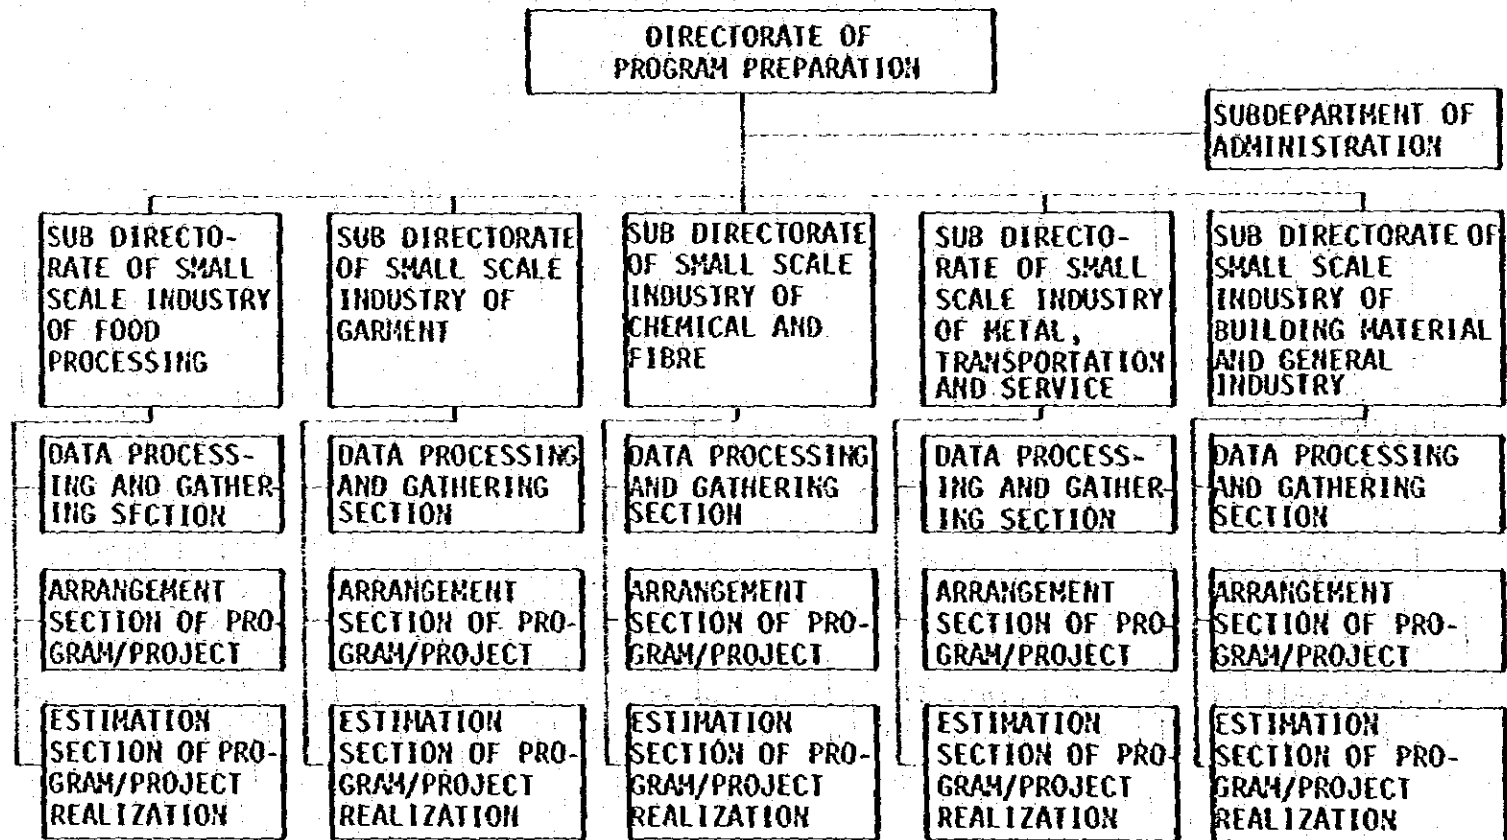 DIRECTORATE OF
PROGRAM PREPARATION
SUBDEPARTMENT OF
ADMINISTRATION
SUB DIRECTO-
RATE OF SMALL
SCALE INDUSTRY
OF FOOD
PROCESSING
SUB DIRECTORATE
OF SMALL SCALE
INDUSTRY OF
GARMENT
SUB DIRECTORATE
OF SMALL SCALE
INDUSTRY OF
CHEMICAL AND
FIBRE
SUB DIRECTO-
RATE OF SMALL
SCALE INDUSTRY
OF METAL,
TRANSPORTATION
AND SERVICE
SUB DIRECTORATE OF
SMALL SCALE
INDUSTRY OF
BUILDING MATERIAL
AND GENERAL
INDUSTRY
DATA PROCESS-
ING AND GATHER-
ING SECTION
DATA PROCESSING
AND GATHERING
SECTION
DATA PROCESSING
AND GATHERING
SECTION
DATA PROCESS-
ING AND GATHER-
ING SECTION
DATA PROCESSING
AND GATHERING
SECTION
ARRANGEMENT
SECTION OF PRO-
GRAM/PROJECT
ARRANGEMENT
SECTION OF PRO-
GRAM/PROJECT
ARRANGEMENT
SECTION OF PRO-
GRAM/PROJECT
ARRANGEMENT
SECTION OF PRO-
GRAM/PROJECT
ARRANGEMENT
SECTION OF PRO-
GRAM/PROJECT
ESTIMATION
SECTION OF PRO-
GRAM/PROJECT
REALIZATION
ESTIMATION
SECTION OF PRO-
GRAM/PROJECT
REALIZATION
ESTIMATION
SECTION OF PRO-
GRAM/PROJECT
REALIZATION
ESTIMATION
SECTION OF PRO-
GRAM/PROJECT
REALIZATION
ESTIMATION
SECTION OF PRO-
GRAM/PROJECT
REALIZATION